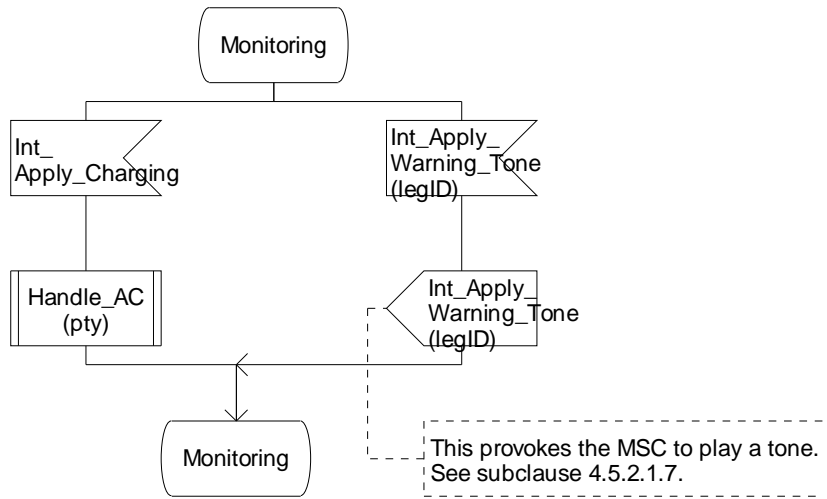 Monitoring
Int_
Apply_Charging
Int_Apply_
Warning_Tone
(legID)
Handle_AC
(pty)
Int_Apply_
Warning_Tone
(legID)
Monitoring
This provokes the MSC to play a tone.
See subclause 4.5.2.1.7.